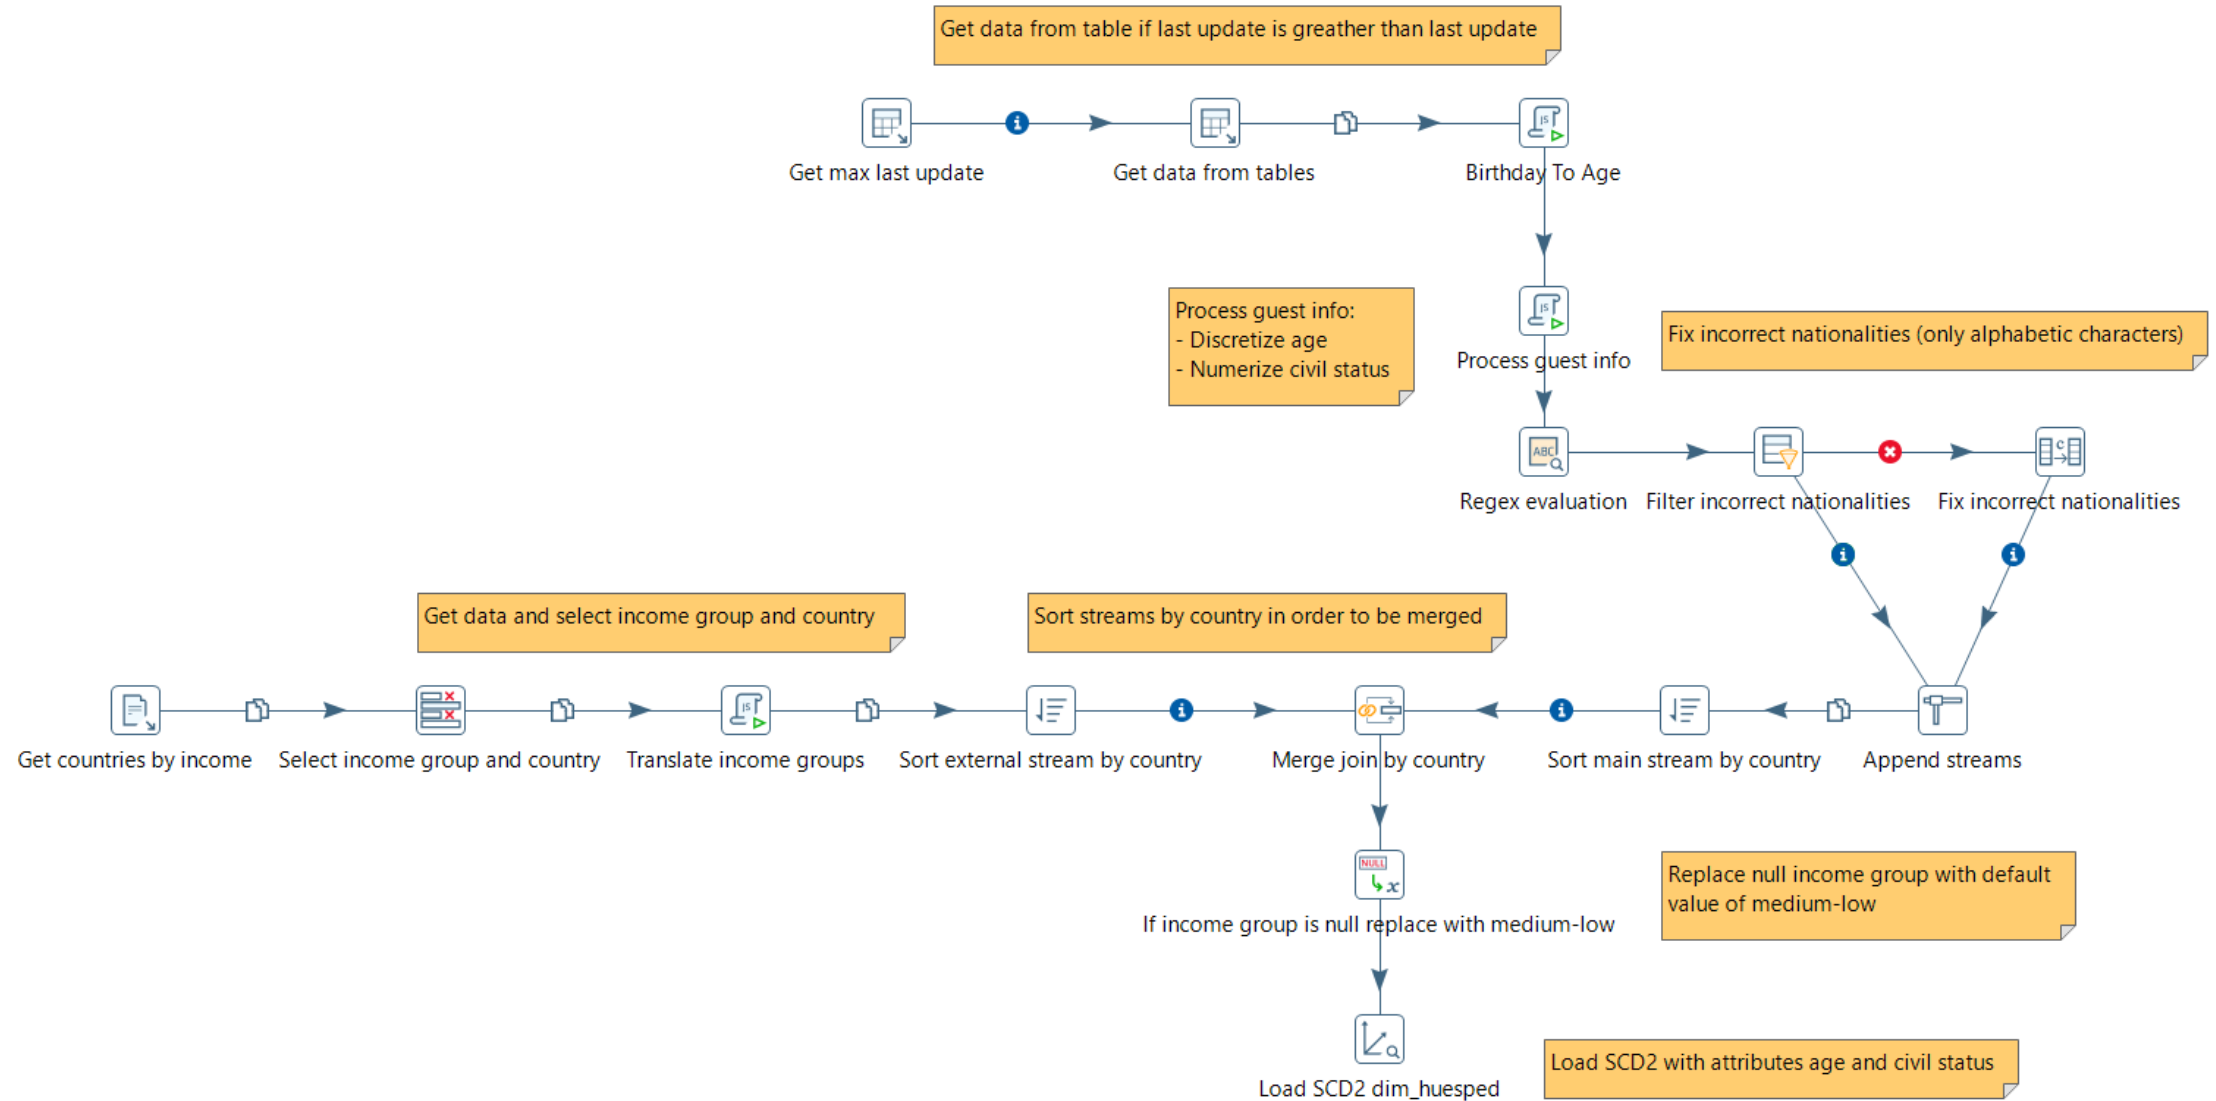 Get data from table if last update is greather than last update
Get max last update
Get data from tables
Birthday To Age
Process guest info:
- Discretize age
- Numerize civil status
Process guest info
Fix incorrect nationalities (only alphabetic characters)
Regex evaluation
Filter incorrect nationalities
Fix incorrect nationalities
Get data and select income group and country
Sort streams by country in order to be merged
Get countries by income
Select income group and country
Translate income groups
Sort external stream by country
Merge join by country
Sort main stream by country
Append streams
Replace null income group with default
value of medium-low
If income group is null replace with medium-low
Load SCD2 with attributes age and civil status
Load SCD2 dim_huesped